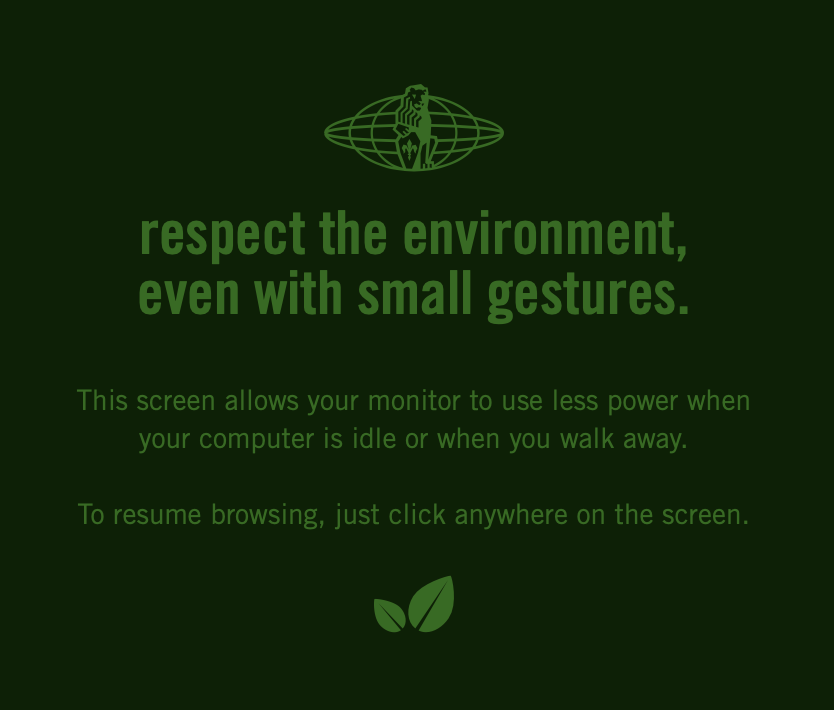 respect the environment,
even with small gestures.
This screen allows your monitor to use less power when
your computer is idle or when you walk away.
To resume browsing, just click anywhere on the screen.